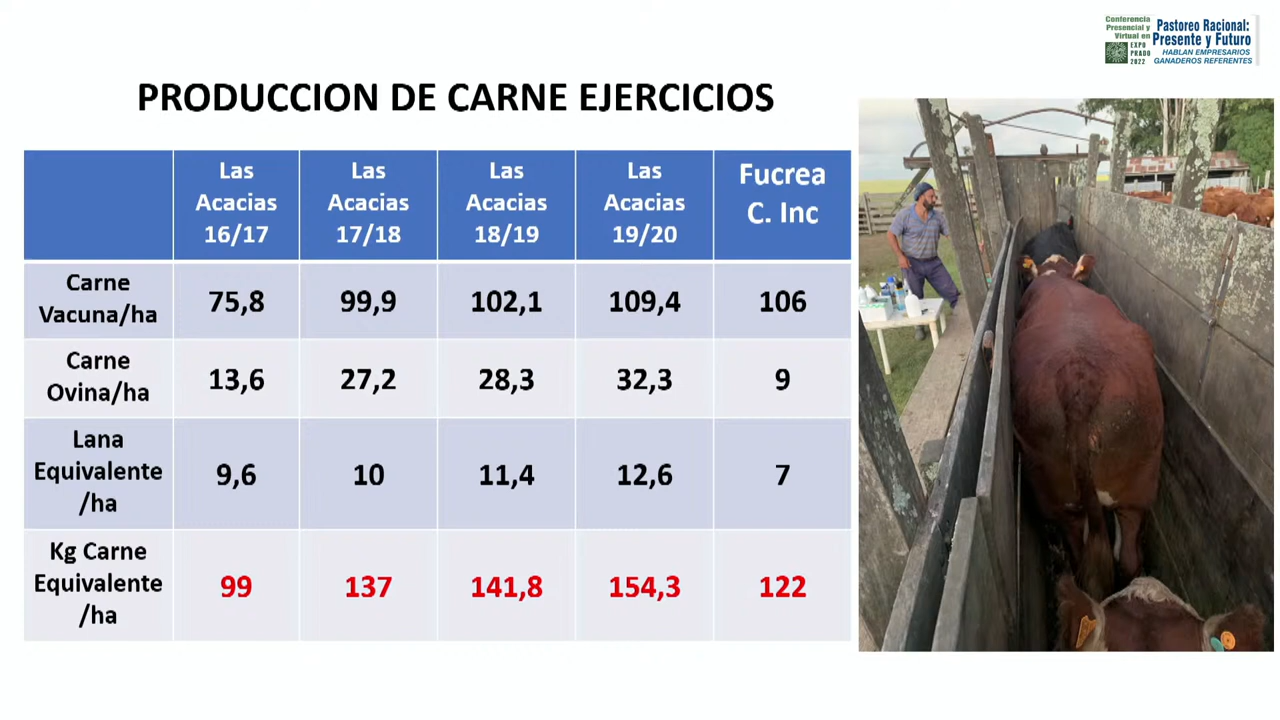 Conferencia
Presencial y
Virtual en
EXPO
PRADO
2022
Pastoreo Racional:
Presente y Futuro
HABLAN EMPRESARIOS
GANADEROS REFERENTES
PRODUCCION DE CARNE EJERCICIOS
Las Acacias 16/17
Las Acacias 17/18
Las Acacias 18/19
Las Acacias 19/20
Fucrea C. Inc
Carne Vacuna/ha
75,8
99,9
102,1
109,4
106
Carne Ovina/ha
13,6
27,2
28,3
32,3
9
Lana Equivalente /ha
9,6
10
11,4
12,6
7
Kg Carne Equivalente /ha
99
137
141,8
154,3
122